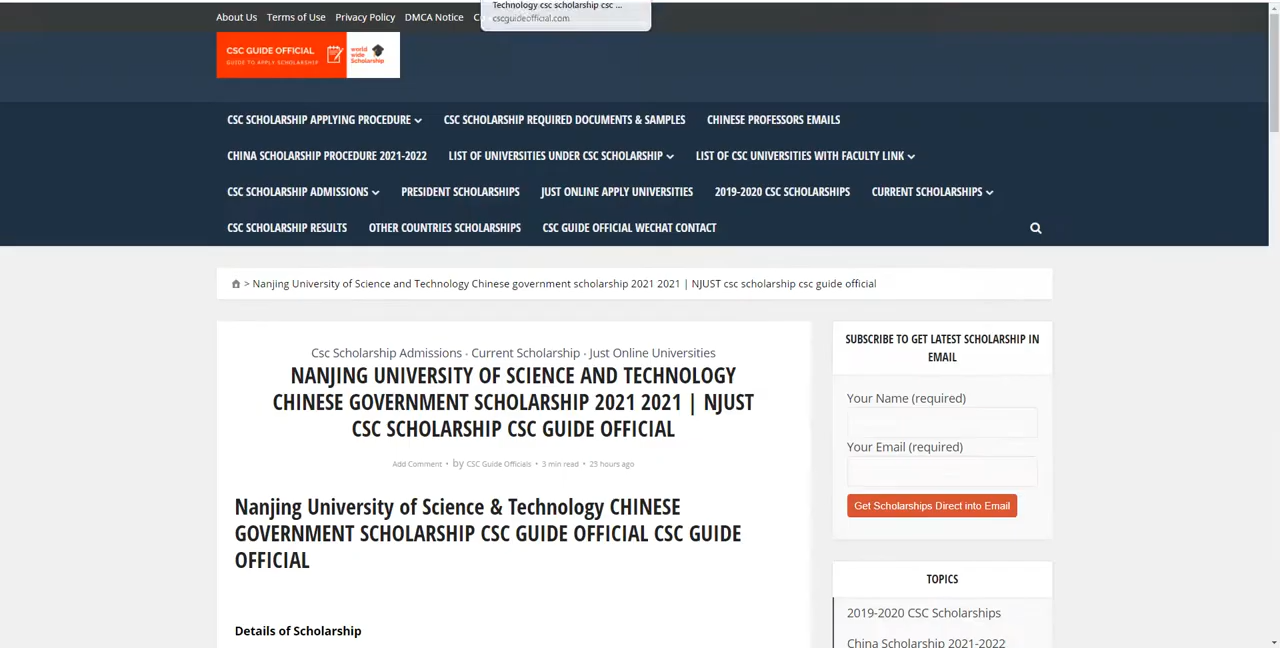 Technology csc scholarship csc ...
cscguideofficial.com
About Us Terms of Use Privacy Policy DMCA Notice
CSC GUIDE OFFICIAL
GUIDE TO APPLY SCHOLARSHIP
world
wide
Scholarship
CSC SCHOLARSHIP APPLYING PROCEDURE CSC SCHOLARSHIP REQUIRED DOCUMENTS & SAMPLES CHINESE PROFESSORS EMAILS
CHINA SCHOLARSHIP PROCEDURE 2021-2022 LIST OF UNIVERSITIES UNDER CSC SCHOLARSHIP LIST OF CSC UNIVERSITIES WITH FACULTY LINK
CSC SCHOLARSHIP ADMISSIONS PRESIDENT SCHOLARSHIPS JUST ONLINE APPLY UNIVERSITIES 2019-2020 CSC SCHOLARSHIPS CURRENT SCHOLARSHIPS
CSC SCHOLARSHIP RESULTS OTHER COUNTRIES SCHOLARSHIPS CSC GUIDE OFFICIAL WECHAT CONTACT
> Nanjing University of Science and Technology Chinese government scholarship 2021 2021 | NJUST csc scholarship csc guide official
Csc Scholarship Admissions · Current Scholarship · Just Online Universities
NANJING UNIVERSITY OF SCIENCE AND TECHNOLOGY
CHINESE GOVERNMENT SCHOLARSHIP 2021 2021 | NJUST
CSC SCHOLARSHIP CSC GUIDE OFFICIAL
Add Comment • by CSC Guide Officials • 3 min read • 23 hours ago
Nanjing University of Science & Technology CHINESE
GOVERNMENT SCHOLARSHIP CSC GUIDE OFFICIAL CSC GUIDE
OFFICIAL
Details of Scholarship
SUBSCRIBE TO GET LATEST SCHOLARSHIP IN
EMAIL
Your Name (required)
Your Email (required)
Get Scholarships Direct into Email
TOPICS
2019-2020 CSC Scholarships
China Scholarship 2021-2022